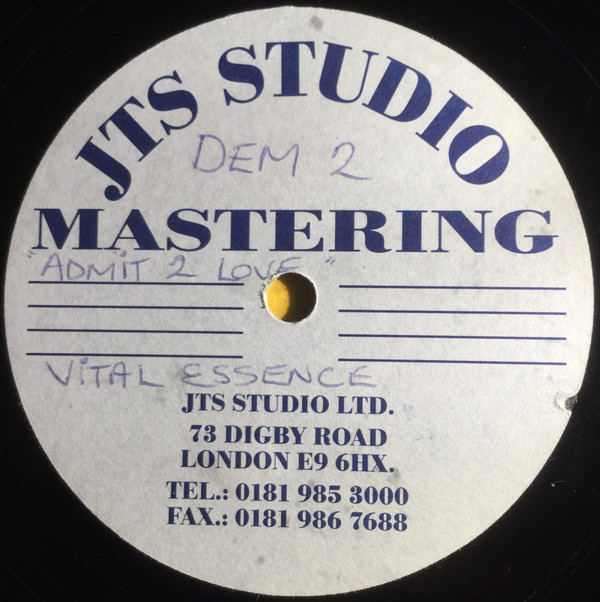 JTS STUDIO
DEM 2
MASTERING
"ADMIT 2 LOVE"
VITAL ESSENCE
JTS STUDIO LTD.
73 DIGBY ROAD
LONDON E9 6HX.
TEL.: 0181 985 3000
FAX.: 0181 986 7688